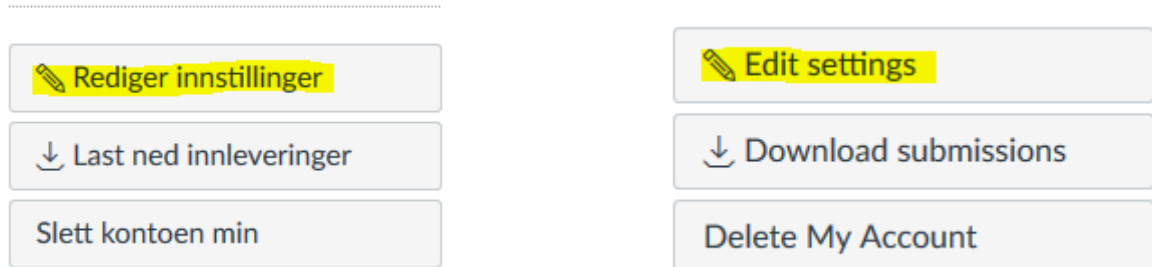 Rediger innstillinger
Last ned innleveringer
Slett kontoen min
Edit settings
Download submissions
Delete My Account